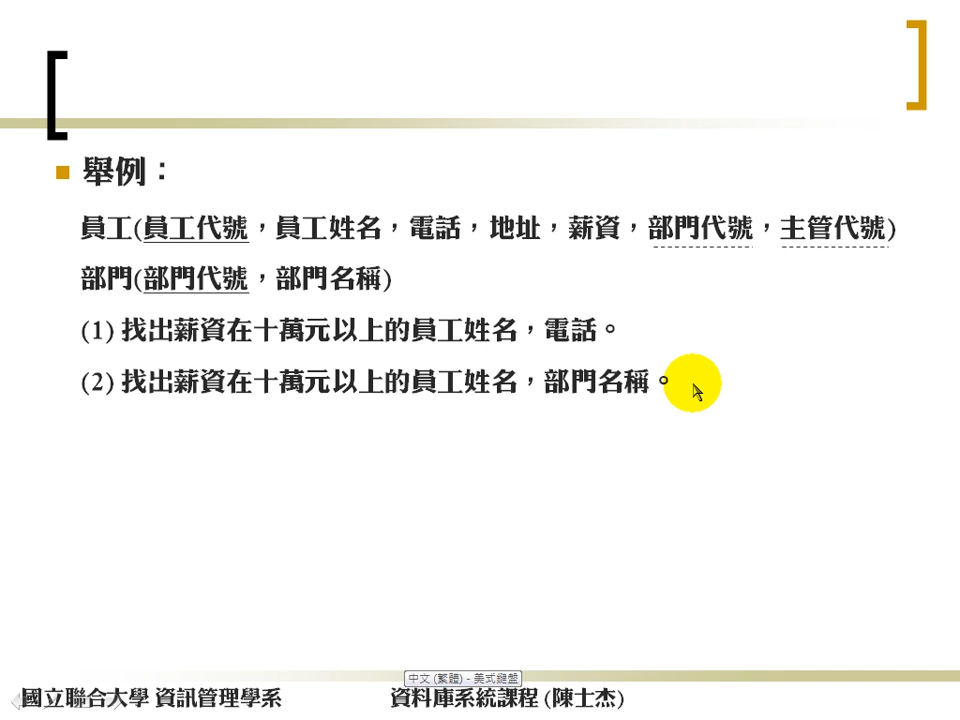 舉例：
員工(員工代號，員工姓名，電話，地址，薪資，部門代號，主管代號)
部門(部門代號，部門名稱)
(1) 找出薪資在十萬元以上的員工姓名，電話。
(2) 找出薪資在十萬元以上的員工姓名，部門名稱。
中文 (繁體) - 美式鍵盤
國立聯合大學 資訊管理學系 資料庫系統課程 (陳士杰)